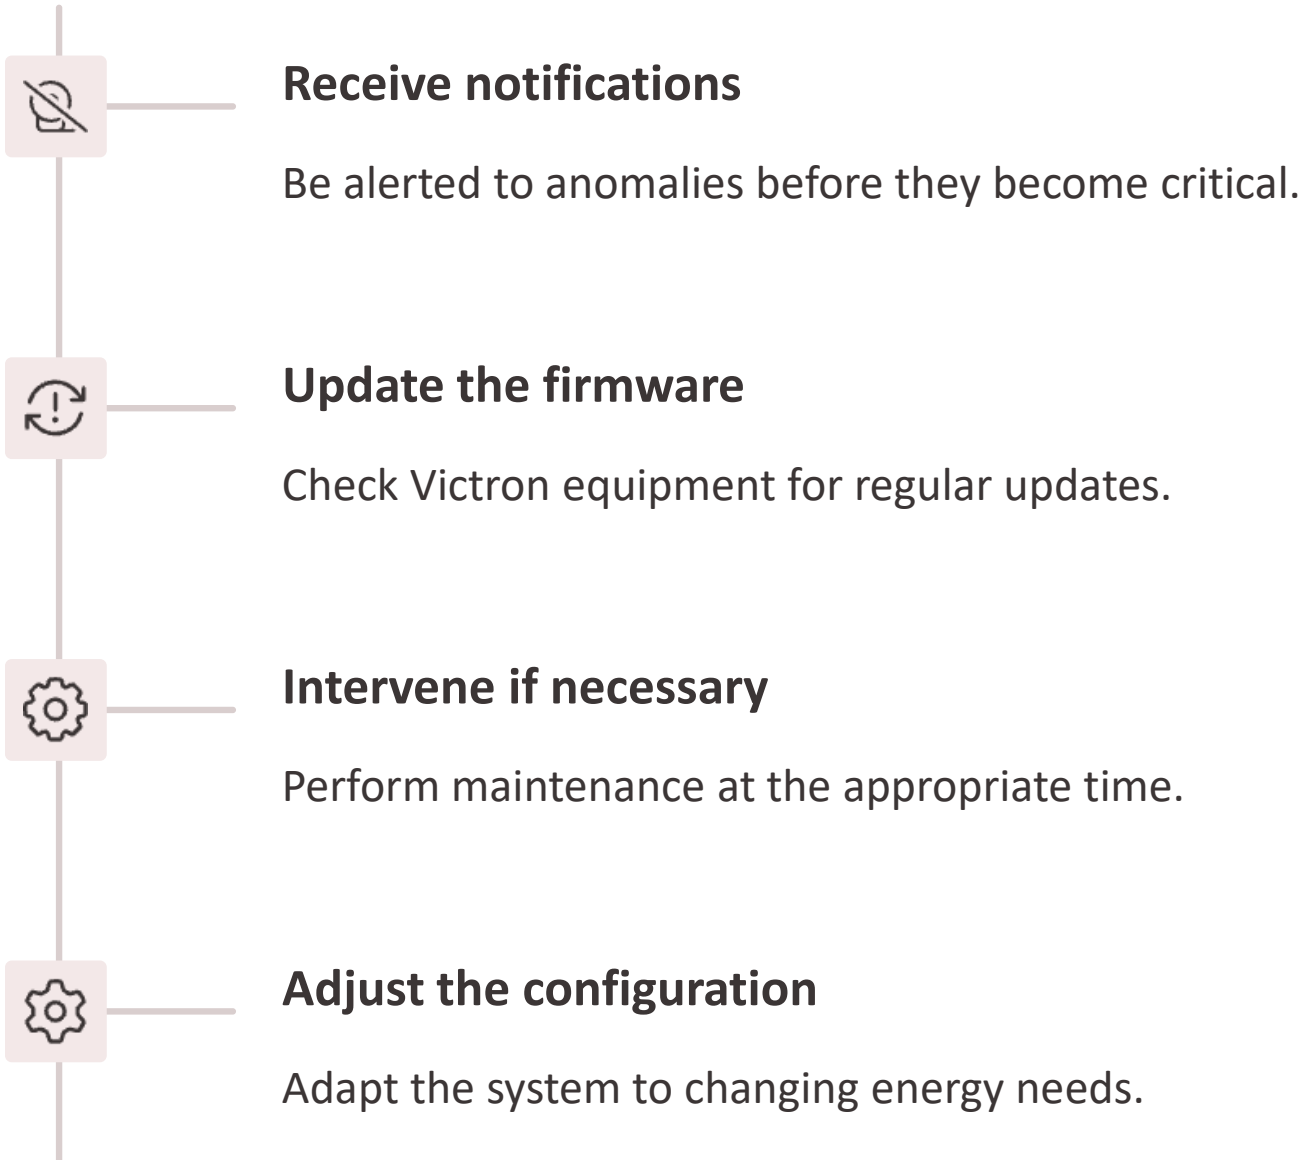 Receive notifications
Be alerted to anomalies before they become critical.
Update the firmware
Check Victron equipment for regular updates.
Intervene if necessary
Perform maintenance at the appropriate time.
Adjust the configuration
Adapt the system to changing energy needs.